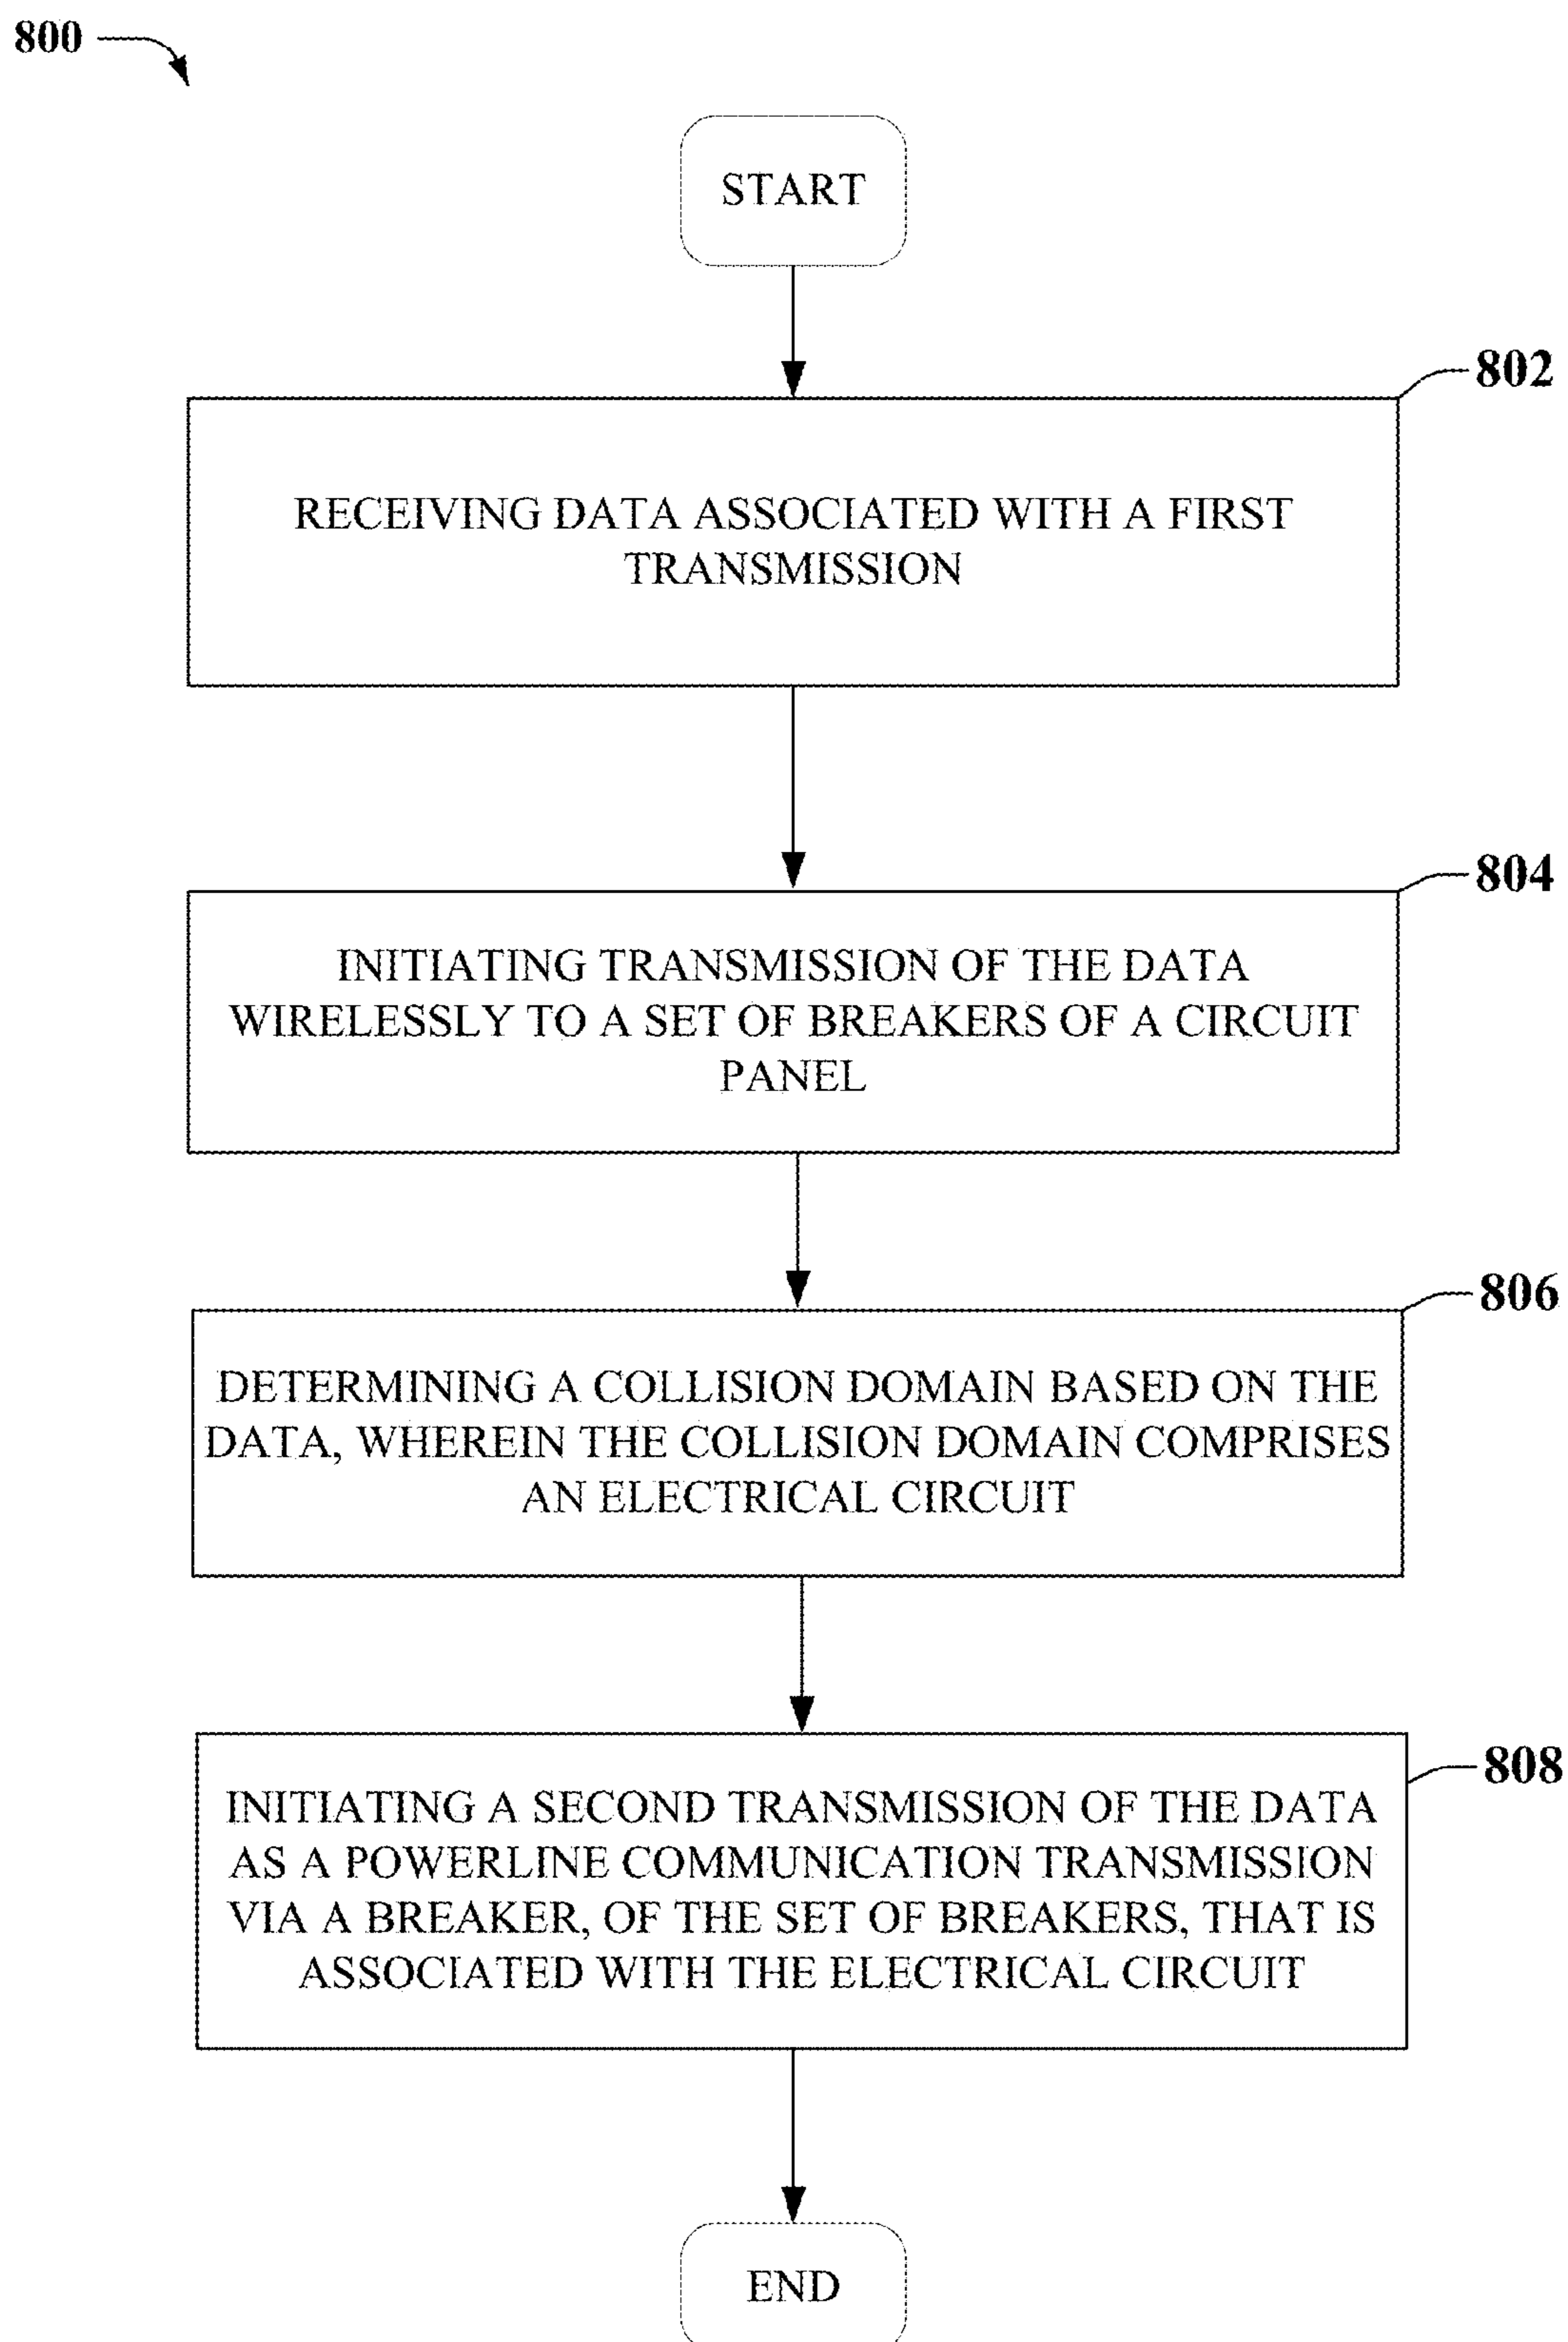 800
START
802
RECEIVING DATA ASSOCIATED WITH A FIRST
TRANSMISSION
804
INITIATING TRANSMISSION OF THE DATA
WIRELESSLY TO A SET OF BREAKERS OF A CIRCUIT
PANEL
806
DETERMINING A COLLISION DOMAIN BASED ON THE
DATA, WHEREIN THE COLLISION DOMAIN COMPRISES
AN ELECTRICAL CIRCUIT
808
INITIATING A SECOND TRANSMISSION OF THE DATA
AS A POWERLINE COMMUNICATION TRANSMISSION
VIA A BREAKER, OF THE SET OF BREAKERS, THAT IS
ASSOCIATED WITH THE ELECTRICAL CIRCUIT
END